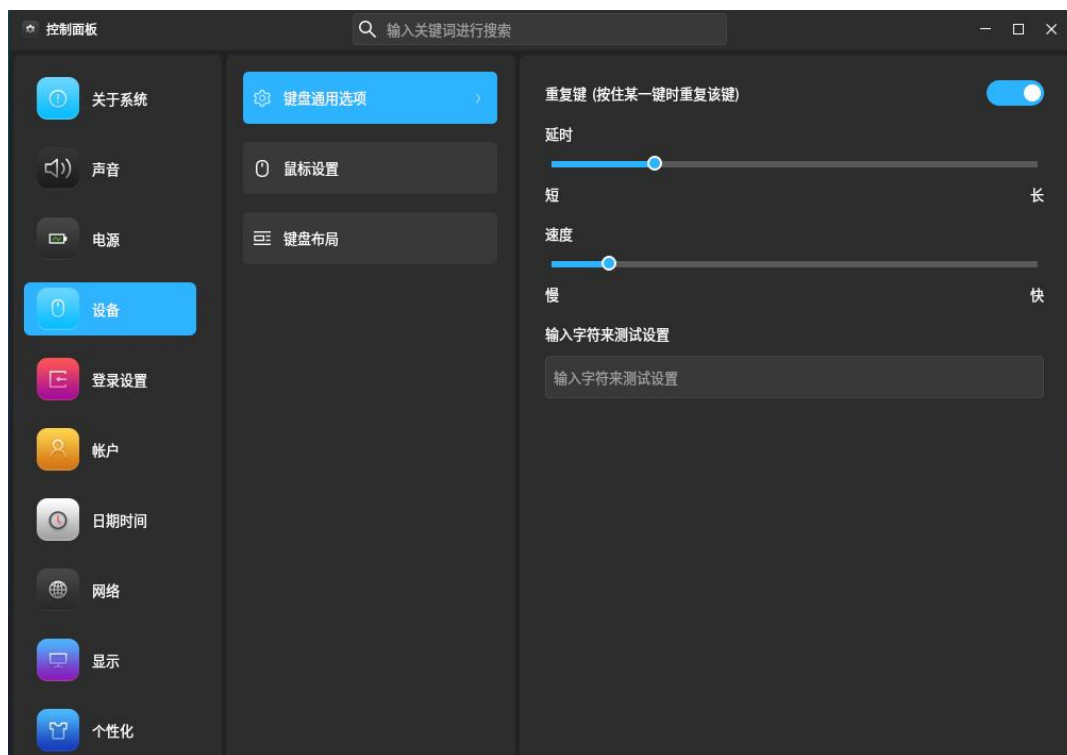 控制面板
输入关键词进行搜索
关于系统
声音
电源
设备
登录设置
帐户
日期时间
网络
显示
个性化
键盘通用选项
鼠标设置
键盘布局
重复键 (按住某一键时重复该键)
延时
短 长
速度
慢 快
输入字符来测试设置
输入字符来测试设置